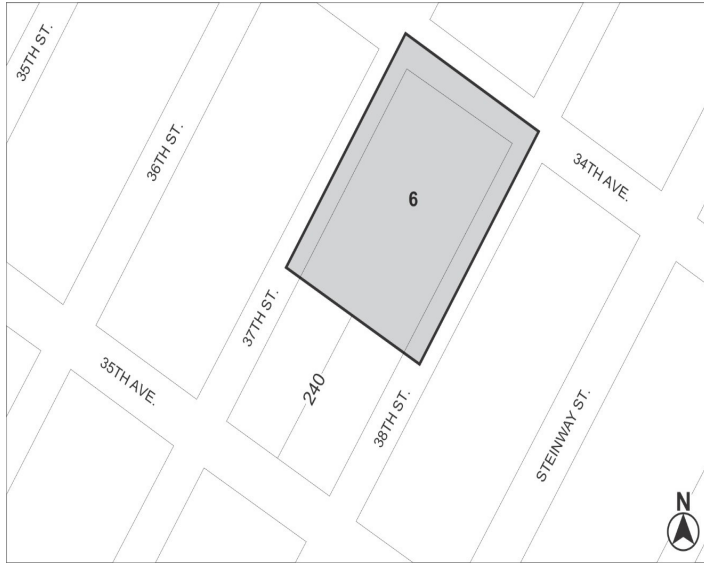 35TH ST.
36TH ST.
6
34TH AVE.
37TH ST.
35TH AVE.
240
38TH ST.
STEINWAY ST.
N